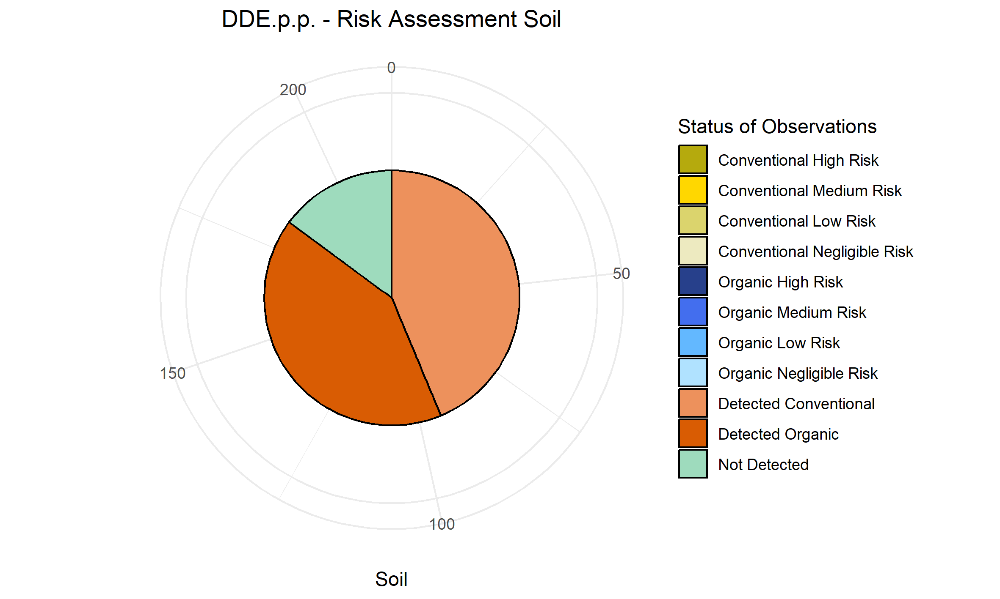 DDE.p.p. - Risk Assessment Soil
0
200
50
150
100
Soil
Status of Observations
Conventional High Risk
Conventional Medium Risk
Conventional Low Risk
Conventional Negligible Risk
Organic High Risk
Organic Medium Risk
Organic Low Risk
Organic Negligible Risk
Detected Conventional
Detected Organic
Not Detected